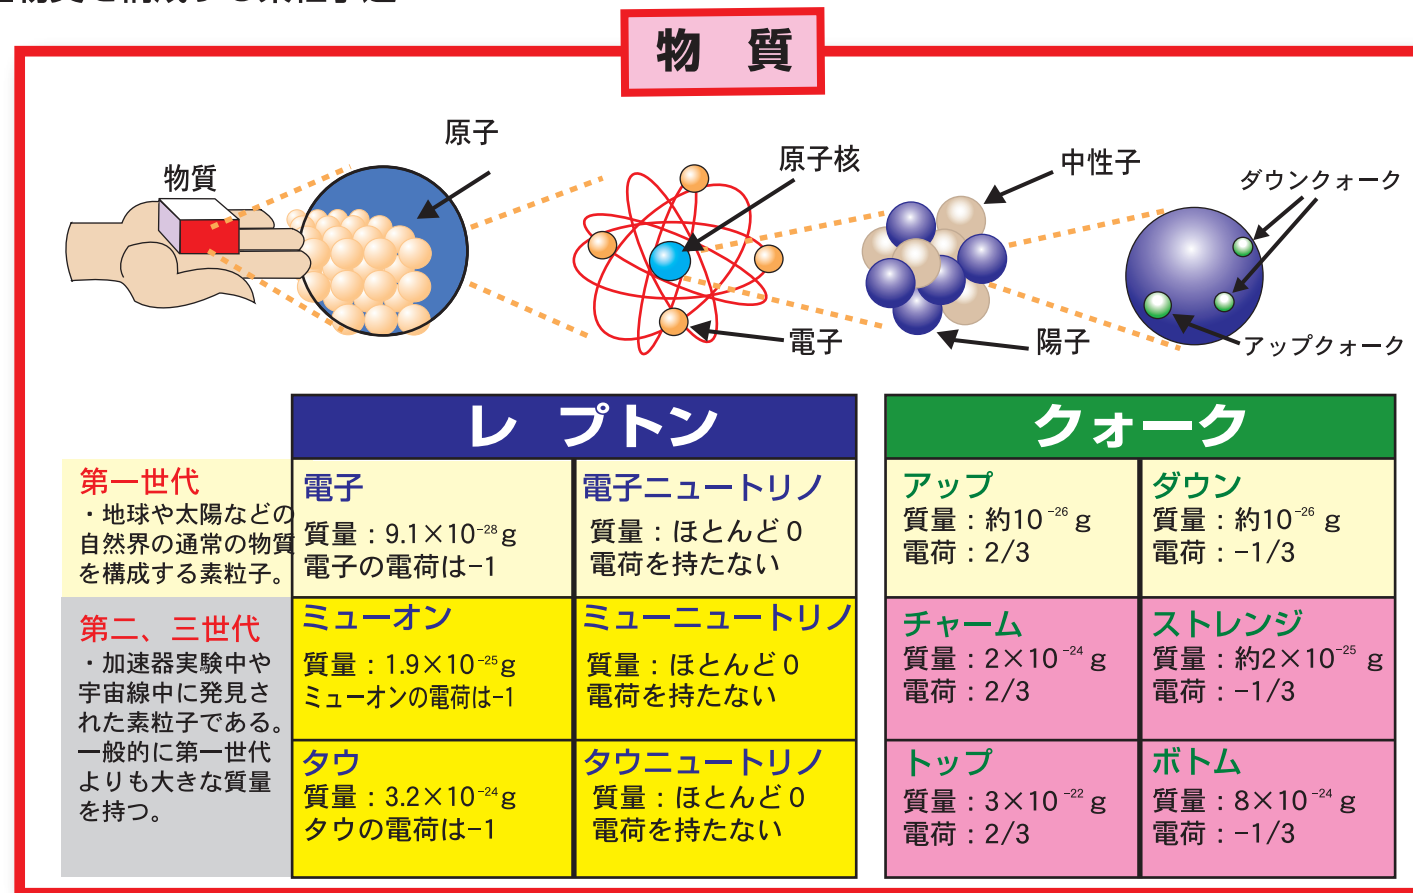 物 質
原子
物質
原子核
中性子
ダウンクォーク
電子
陽子
アップクォーク
レプトン
クォーク
第一世代
・地球や太陽などの
自然界の通常の物質
を構成する素粒子。
電子
質量：9.1×10⁻²⁸g
電子の電荷は−1
電子ニュートリノ
質量：ほとんど0
電荷を持たない
アップ
質量：約10⁻²⁶g
電荷：2/3
ダウン
質量：約10⁻²⁶g
電荷：−1/3
第二、三世代
・加速器実験中や
宇宙線中に発見さ
れた素粒子である。
一般的に第一世代
よりも大きな質量
を持つ。
ミューオン
質量：1.9×10⁻²⁵g
ミューオンの電荷は−1
ミューニュートリノ
質量：ほとんど0
電荷を持たない
チャーム
質量：2×10⁻²⁴g
電荷：2/3
ストレンジ
質量：約2×10⁻²⁵g
電荷：−1/3
タウ
質量：3.2×10⁻²⁴g
タウの電荷は−1
タウニュートリノ
質量：ほとんど0
電荷を持たない
トップ
質量：3×10⁻²²g
電荷：2/3
ボトム
質量：8×10⁻²⁴g
電荷：−1/3